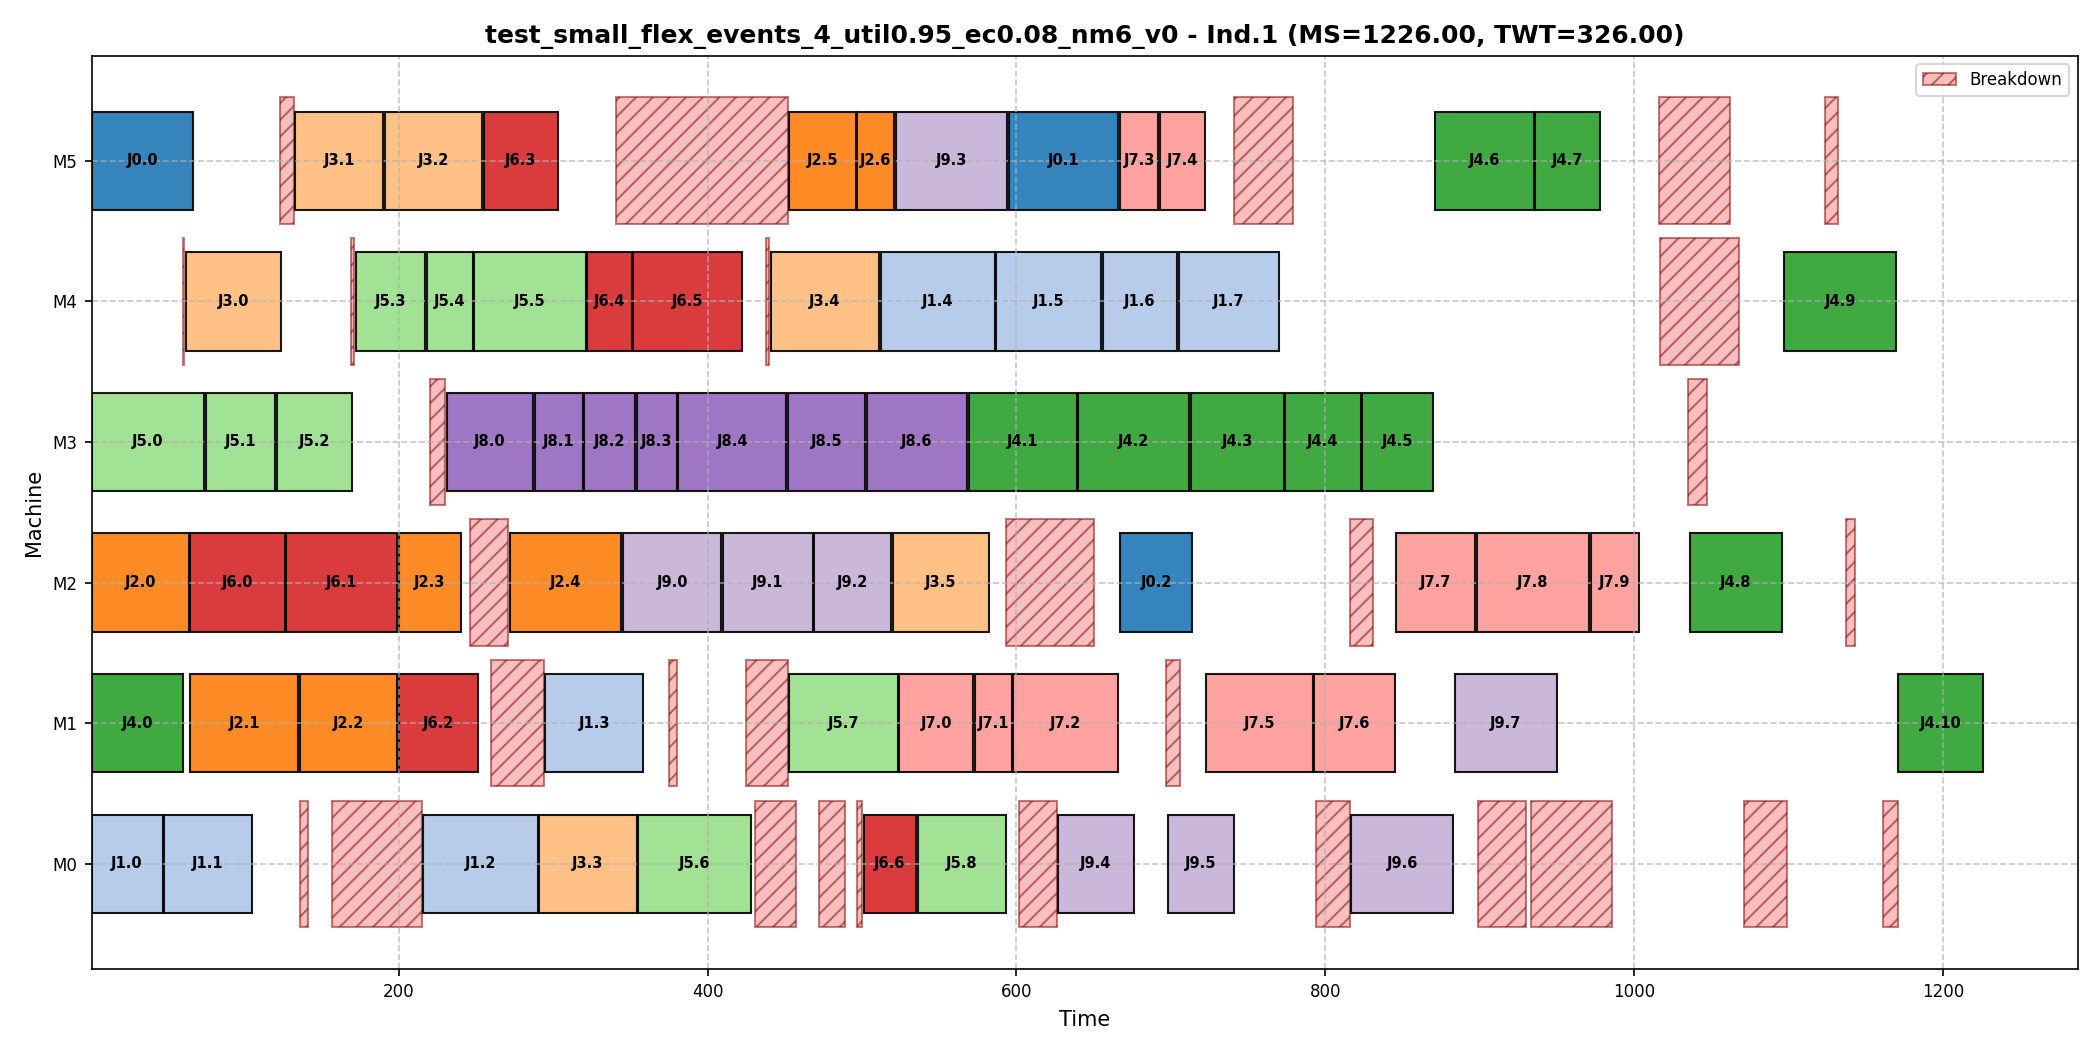 test_small_flex_events_4_util0.95_ec0.08_nm6_v0 - Ind.1 (MS=1226.00, TWT=326.00)
Breakdown
M5
J0.0 J3.1 J3.2 J6.3 J2.5 J2.6 J9.3 J0.1 J7.3 J7.4 J4.6 J4.7
M4
J3.0 J5.3 J5.4 J5.5 J6.4 J6.5 J3.4 J1.4 J1.5 J1.6 J1.7 J4.9
M3
J5.0 J5.1 J5.2 J8.0 J8.1 J8.2 J8.3 J8.4 J8.5 J8.6 J4.1 J4.2 J4.3 J4.4 J4.5
M2
J2.0 J6.0 J6.1 J2.3 J2.4 J9.0 J9.1 J9.2 J3.5 J0.2 J7.7 J7.8 J7.9 J4.8
M1
J4.0 J2.1 J2.2 J6.2 J1.3 J5.7 J7.0 J7.1 J7.2 J7.5 J7.6 J9.7 J4.10
M0
J1.0 J1.1 J1.2 J3.3 J5.6 J6.6 J5.8 J9.4 J9.5 J9.6
Machine
200 400 600 800 1000 1200
Time